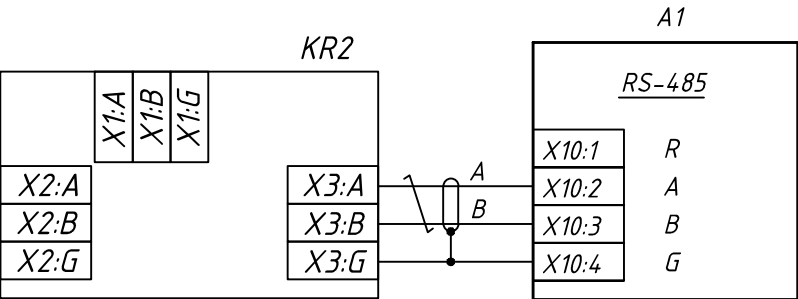 A1
KR2
RS-485
X1:A
X1:B
X1:G
X10:1 R
X2:A X3:A A X10:2 A
X2:B X3:B B X10:3 B
X2:G X3:G X10:4 G